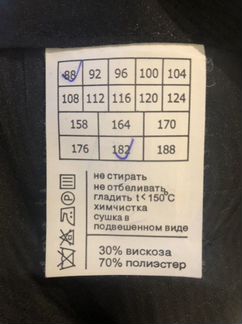 88 92 96 100 104
108 112 116 120 124
158 164 170
176 182 188
не стирать
не отбеливать
гладить t<150°C
химчистка
сушка в
подвешенном виде
30% вискоза
70% полиэстер